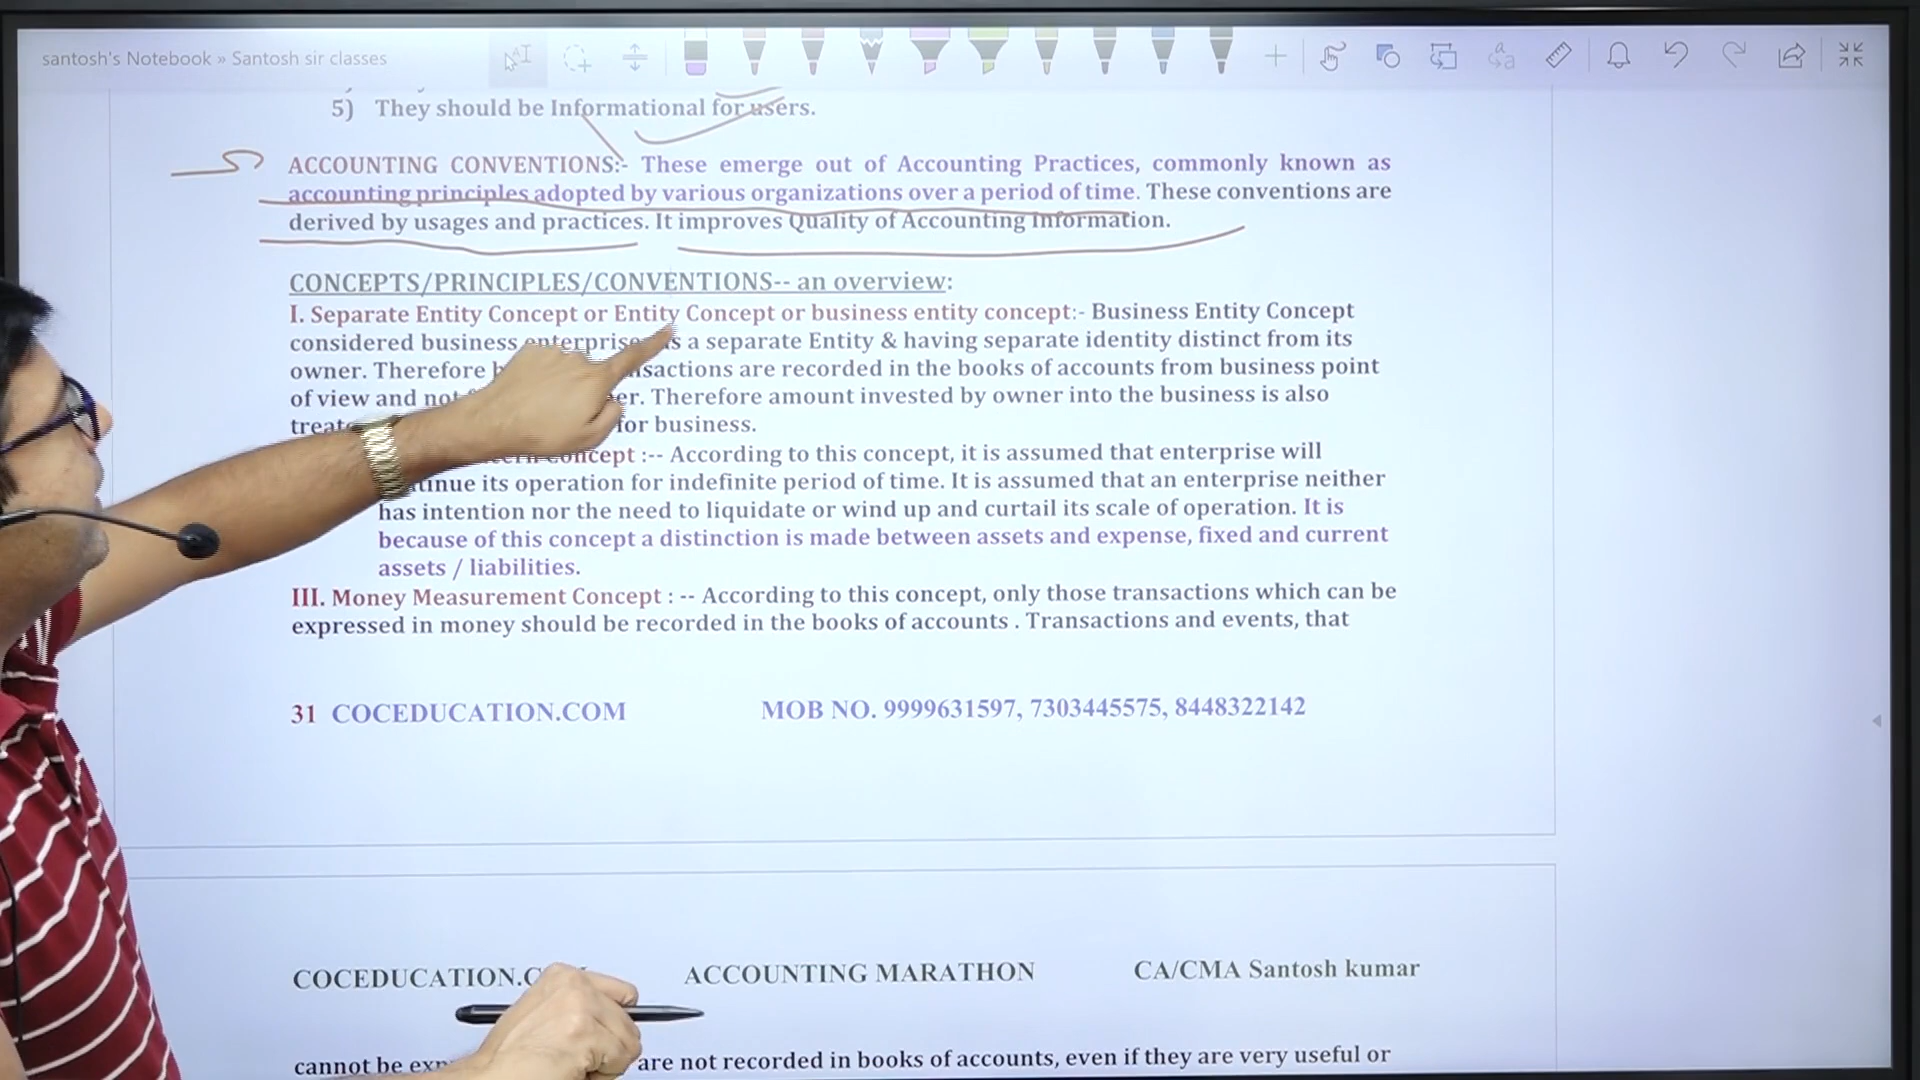 santosh's Notebook » Santosh sir classes
5) They should be Informational for users.
ACCOUNTING CONVENTIONS:- These emerge out of Accounting Practices, commonly known as
accounting principles adopted by various organizations over a period of time. These conventions are
derived by usages and practices. It improves Quality of Accounting Information.
CONCEPTS/PRINCIPLES/CONVENTIONS-- an overview:
I. Separate Entity Concept or Entity Concept or business entity concept:- Business Entity Concept
considered business enterprise as a separate Entity & having separate identity distinct from its
owner. Therefore are recorded in the books of accounts from business point
of view and not Therefore amount invested by owner into the business is also
for business.
Concept :-- According to this concept, it is assumed that enterprise will
its operation for indefinite period of time. It is assumed that an enterprise neither
has intention nor the need to liquidate or wind up and curtail its scale of operation. It is
because of this concept a distinction is made between assets and expense, fixed and current
assets / liabilities.
III. Money Measurement Concept : -- According to this concept, only those transactions which can be
expressed in money should be recorded in the books of accounts . Transactions and events, that
31 COCEDUCATION.COM MOB NO. 9999631597, 7303445575, 8448322142
COCEDUCATION.C ACCOUNTING MARATHON CA/CMA Santosh kumar
cannot be are not recorded in books of accounts, even if they are very useful or